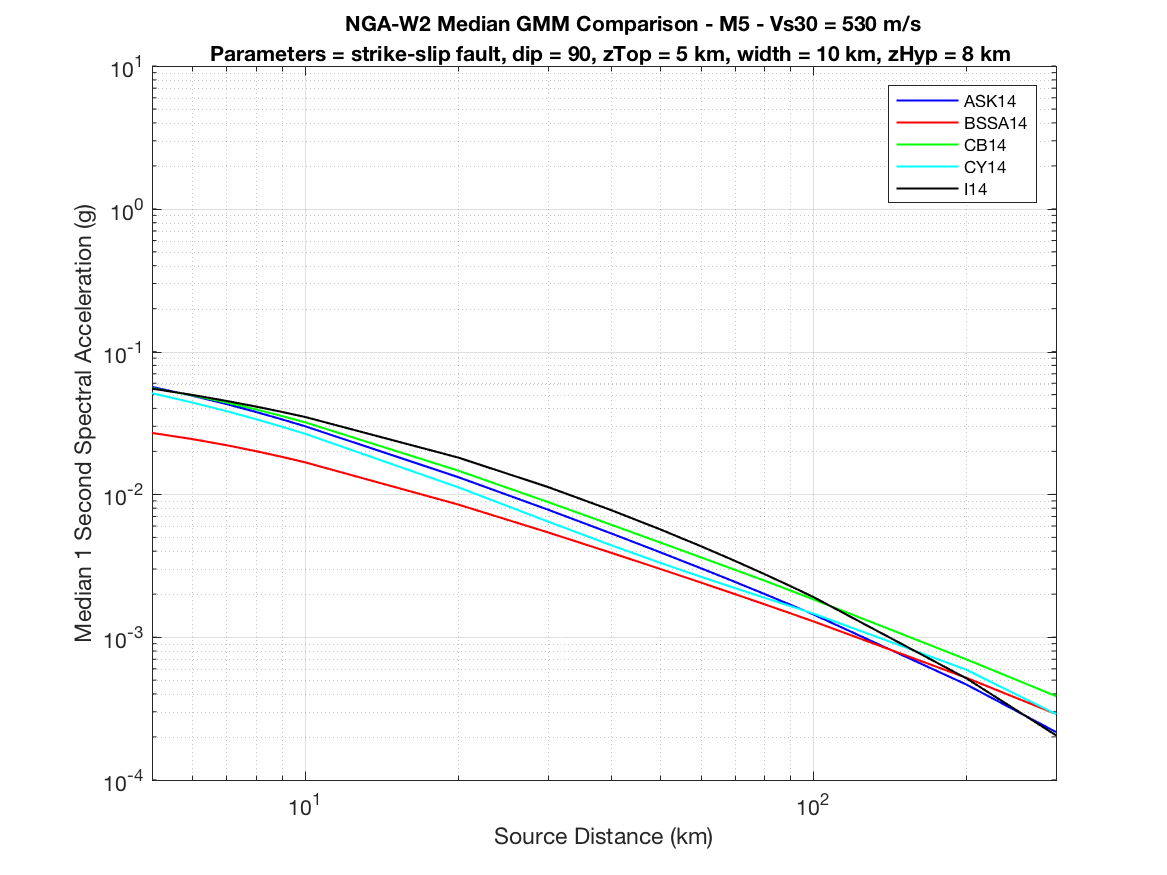 NGA-W2 Median GMM Comparison - M5 - Vs30 = 530 m/s
Parameters = strike-slip fault, dip = 90, zTop = 5 km, width = 10 km, zHyp = 8 km
ASK14
BSSA14
CB14
CY14
I14
Median 1 Second Spectral Acceleration (g)
10^1
10^0
10^-1
10^-2
10^-3
10^-4
10^1
10^2
Source Distance (km)